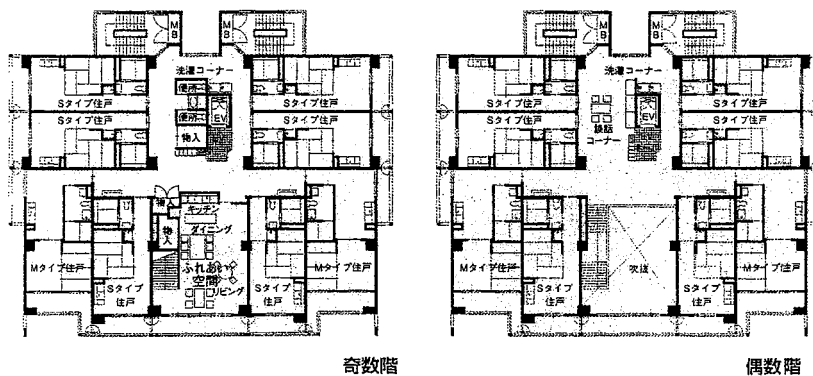 MB
MB
洗濯コーナー
便所
便所
EV
物入
Sタイプ住戸
Sタイプ住戸
Sタイプ住戸
Sタイプ住戸
物入
キッチン
ダイニング
ふれあい
空間
リビング
Mタイプ住戸
Sタイプ
住戸
Sタイプ
住戸
Mタイプ住戸
奇数階
MB
MB
洗濯コーナー
EV
談話
コーナー
Sタイプ住戸
Sタイプ住戸
Sタイプ住戸
Sタイプ住戸
Mタイプ住戸
Sタイプ
住戸
吹抜
Sタイプ
住戸
Mタイプ住戸
偶数階